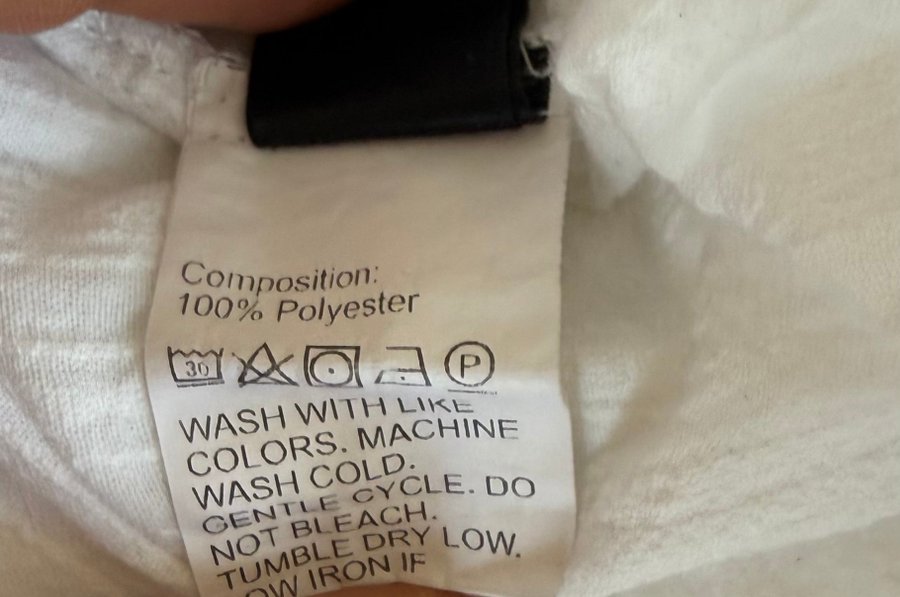 Composition:
100% Polyester
30 P
WASH WITH LIKE
COLORS. MACHINE
WASH COLD.
GENTLE CYCLE. DO
NOT BLEACH.
TUMBLE DRY LOW.
OW IRON IF